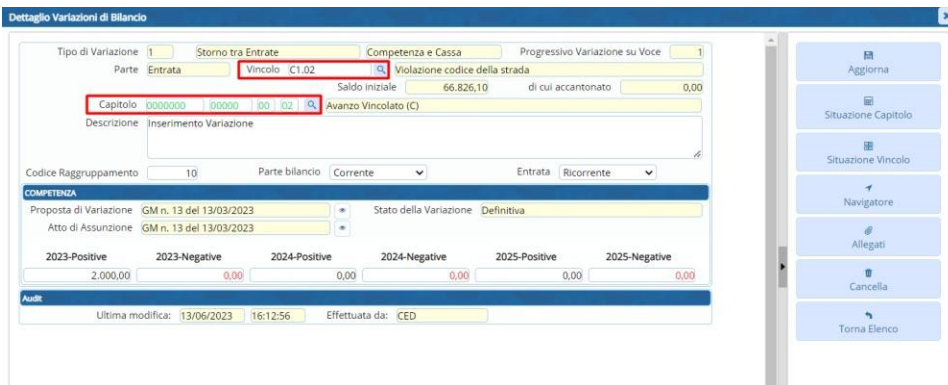 Dettaglio Variazioni di Bilancio
Tipo di Variazione 1 Storno tra Entrate Competenza e Cassa Progressivo Variazione su Voce 1
Parte Entrata Vincolo C1.02 Violazione codice della strada
Saldo iniziale 66.826,10 di cui accantonato 0,00
Capitolo 0000000 00000 00 02 Avanzo Vincolato (C)
Descrizione Inserimento Variazione
Codice Raggruppamento 10 Parte bilancio Corrente Entrata Ricorrente
COMPETENZA
Proposta di Variazione GM n. 13 del 13/03/2023 Stato della Variazione Definitiva
Atto di Assunzione GM n. 13 del 13/03/2023
2023-Positive 2023-Negative 2024-Positive 2024-Negative 2025-Positive 2025-Negative
2.000,00 0,00 0,00 0,00 0,00 0,00
Audit
Ultima modifica: 13/06/2023 16:12:56 Effettuata da: CED
Aggiorna
Situazione Capitolo
Situazione Vincolo
Navigatore
Allegati
Cancella
Torna Elenco